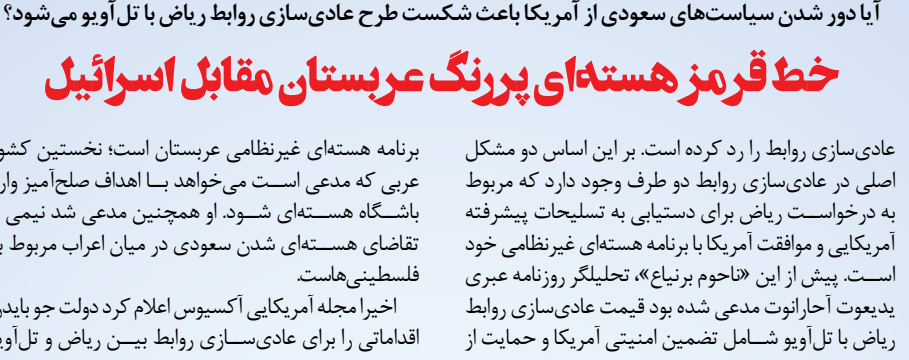 آیا دور شدن سیاست‌های سعودی از آمریکا باعث شکست طرح عادی‌سازی روابط ریاض با تل‌آویو می‌شود؟
خط قرمز هسته‌ای پررنگ عربستان مقابل اسرائیل
عادی‌سازی روابط را رد کرده است. بر این اساس دو مشکل
اصلی در عادی‌سازی روابط دو طرف وجود دارد که مربوط
به درخواست ریاض برای دستیابی به تسلیحات پیشرفته
آمریکایی و موافقت آمریکا با برنامه هسته‌ای غیرنظامی خود
است. پیش از این «ناحوم برنیاع»، تحلیلگر روزنامه عبری
یدیعوت آحارانوت مدعی شده بود قیمت عادی‌سازی روابط
ریاض با تل‌آویو شامل تضمین امنیتی آمریکا و حمایت از
برنامه هسته‌ای غیرنظامی عربستان است؛ نخستین
عربی که مدعی است می‌خواهد با اهداف صلح‌آمیز
باشگاه هسته‌ای شود. او همچنین مدعی شد نیمی
تقاضای هسته‌ای شدن سعودی در میان اعراب مربوط
فلسطینی‌هاست.
اخیرا مجله آمریکایی آکسیوس اعلام کرد دولت جو
اقداماتی را برای عادی‌سازی روابط بین ریاض و